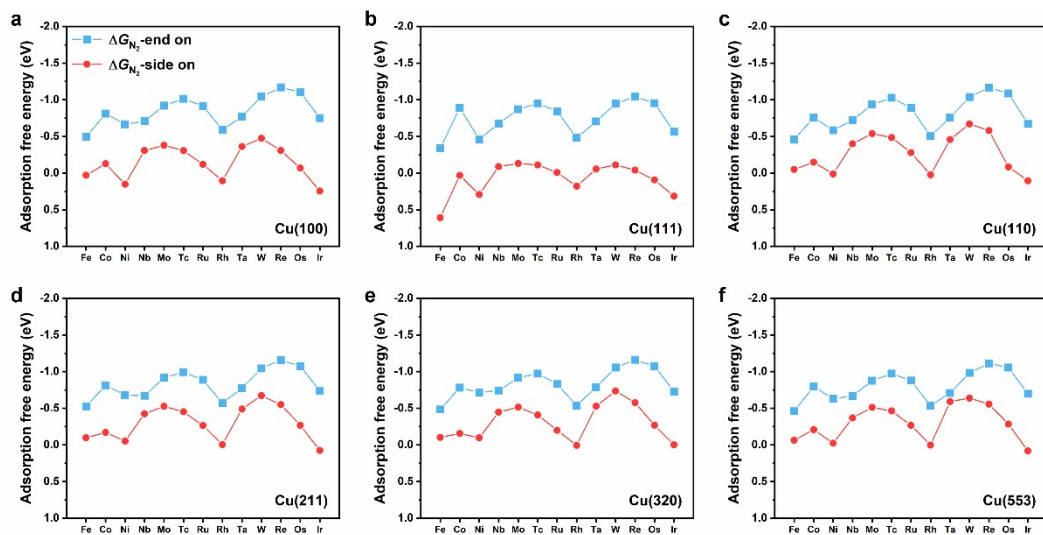 a
Adsorption free energy (eV)
-2.0
-1.5
-1.0
-0.5
0.0
0.5
1.0
ΔG_N₂-end on
ΔG_N₂-side on
Cu(100)
Fe Co Ni Nb Mo Tc Ru Rh Ta W Re Os Ir
b
Adsorption free energy (eV)
-2.0
-1.5
-1.0
-0.5
0.0
0.5
1.0
Cu(111)
Fe Co Ni Nb Mo Tc Ru Rh Ta W Re Os Ir
c
Adsorption free energy (eV)
-2.0
-1.5
-1.0
-0.5
0.0
0.5
1.0
Cu(110)
Fe Co Ni Nb Mo Tc Ru Rh Ta W Re Os Ir
d
Adsorption free energy (eV)
-2.0
-1.5
-1.0
-0.5
0.0
0.5
1.0
Cu(211)
Fe Co Ni Nb Mo Tc Ru Rh Ta W Re Os Ir
e
Adsorption free energy (eV)
-2.0
-1.5
-1.0
-0.5
0.0
0.5
1.0
Cu(320)
Fe Co Ni Nb Mo Tc Ru Rh Ta W Re Os Ir
f
Adsorption free energy (eV)
-2.0
-1.5
-1.0
-0.5
0.0
0.5
1.0
Cu(553)
Fe Co Ni Nb Mo Tc Ru Rh Ta W Re Os Ir